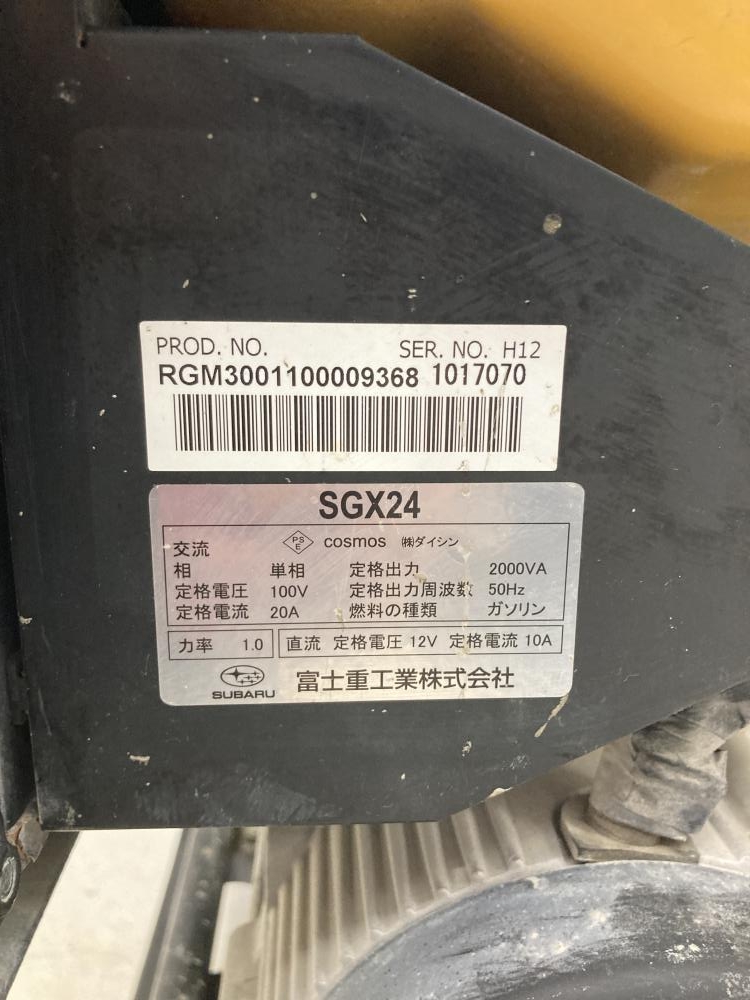 PROD. NO. SER. NO. H12
RGM3001100009368 1017070
SGX24
交流 PS E cosmos ㈱ダイシン
相 単相 定格出力 2000VA
定格電圧 100V 定格出力周波数 50Hz
定格電流 20A 燃料の種類 ガソリン
力率 1.0 直流 定格電圧 12V 定格電流 10A
SUBARU 富士重工業株式会社